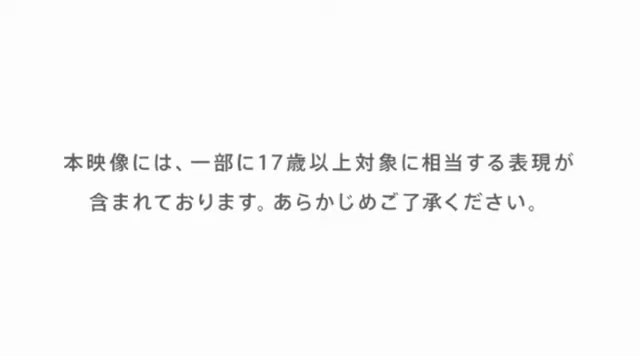 本映像には、一部に17歳以上対象に相当する表現が
含まれております。あらかじめご了承ください。